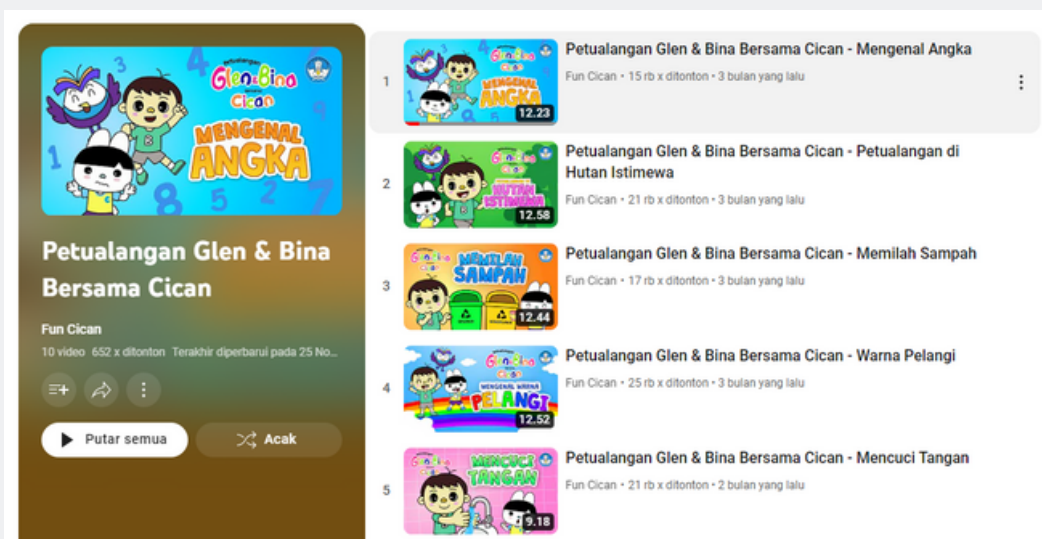 Glen & Bina
Cican
MENGENAL
ANGKA
Petualangan Glen & Bina
Bersama Cican
Fun Cican
10 video 652 x ditonton Terakhir diperbarui pada 25 No...
Putar semua
Acak
1
MENGENAL
ANGKA
12.23
Petualangan Glen & Bina Bersama Cican - Mengenal Angka
Fun Cican • 15 rb x ditonton • 3 bulan yang lalu
2
HUTAN
ISTIMEWA
12.58
Petualangan Glen & Bina Bersama Cican - Petualangan di
Hutan Istimewa
Fun Cican • 21 rb x ditonton • 3 bulan yang lalu
3
MEMILAH
SAMPAH
12.44
Petualangan Glen & Bina Bersama Cican - Memilah Sampah
Fun Cican • 17 rb x ditonton • 3 bulan yang lalu
4
Glen & Bina
Cican
MENGENAL WARNA
PELANGI
12.52
Petualangan Glen & Bina Bersama Cican - Warna Pelangi
Fun Cican • 25 rb x ditonton • 3 bulan yang lalu
5
MENCUCI
TANGAN
9.18
Petualangan Glen & Bina Bersama Cican - Mencuci Tangan
Fun Cican • 21 rb x ditonton • 2 bulan yang lalu